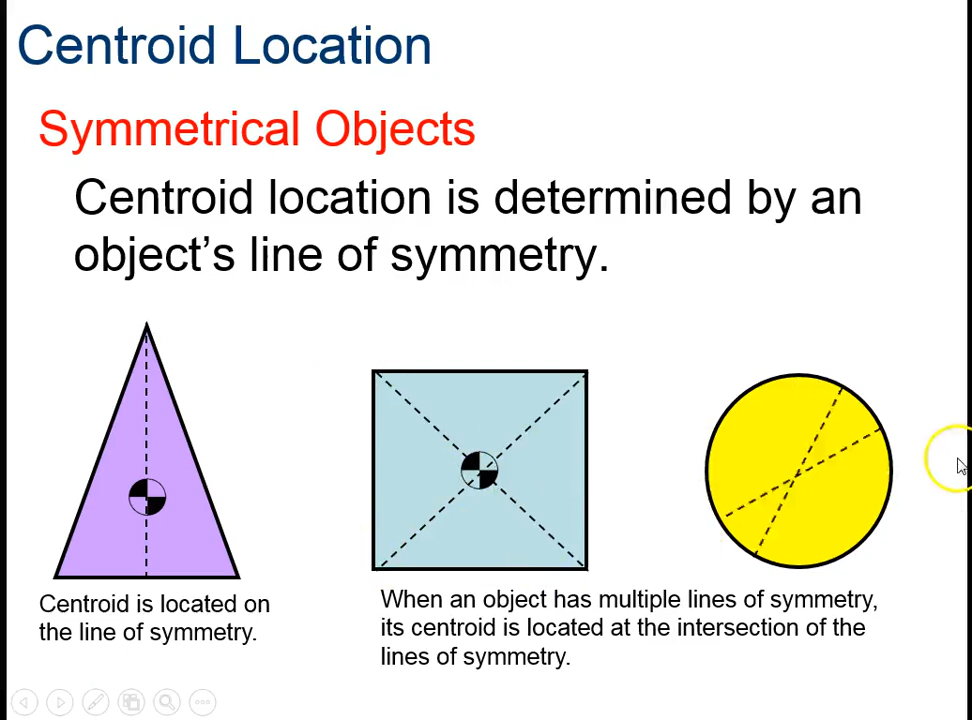 Centroid Location
Symmetrical Objects
Centroid location is determined by an
object’s line of symmetry.
Centroid is located on
the line of symmetry.
When an object has multiple lines of symmetry,
its centroid is located at the intersection of the
lines of symmetry.